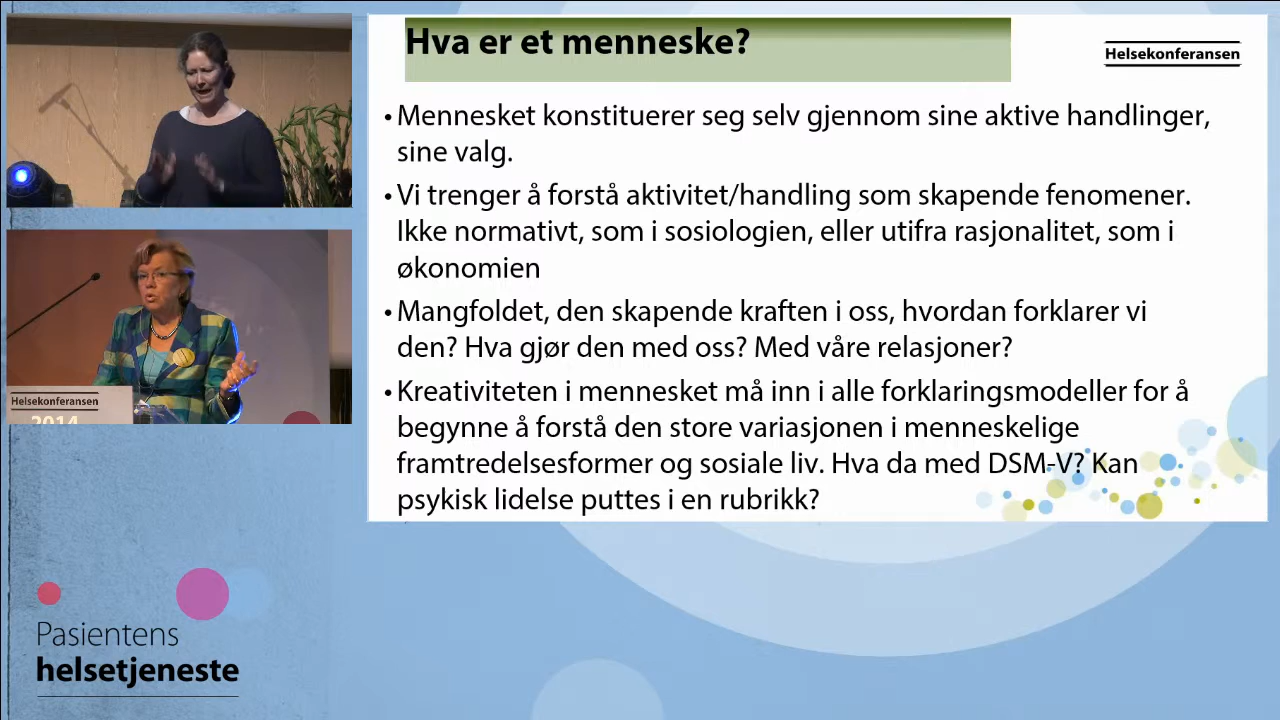 Hva er et menneske?
Helsekonferansen
• Mennesket konstituerer seg selv gjennom sine aktive handlinger,
sine valg.
• Vi trenger å forstå aktivitet/handling som skapende fenomener.
Ikke normativt, som i sosiologien, eller utifra rasjonalitet, som i
økonomien
• Mangfoldet, den skapende kraften i oss, hvordan forklarer vi
den? Hva gjør den med oss? Med våre relasjoner?
• Kreativiteten i mennesket må inn i alle forklaringsmodeller for å
begynne å forstå den store variasjonen i menneskelige
framtredelsesformer og sosiale liv. Hva da med DSM-V? Kan
psykisk lidelse puttes i en rubrikk?
Helsekonferansen
2014
Pasientens
helsetjeneste